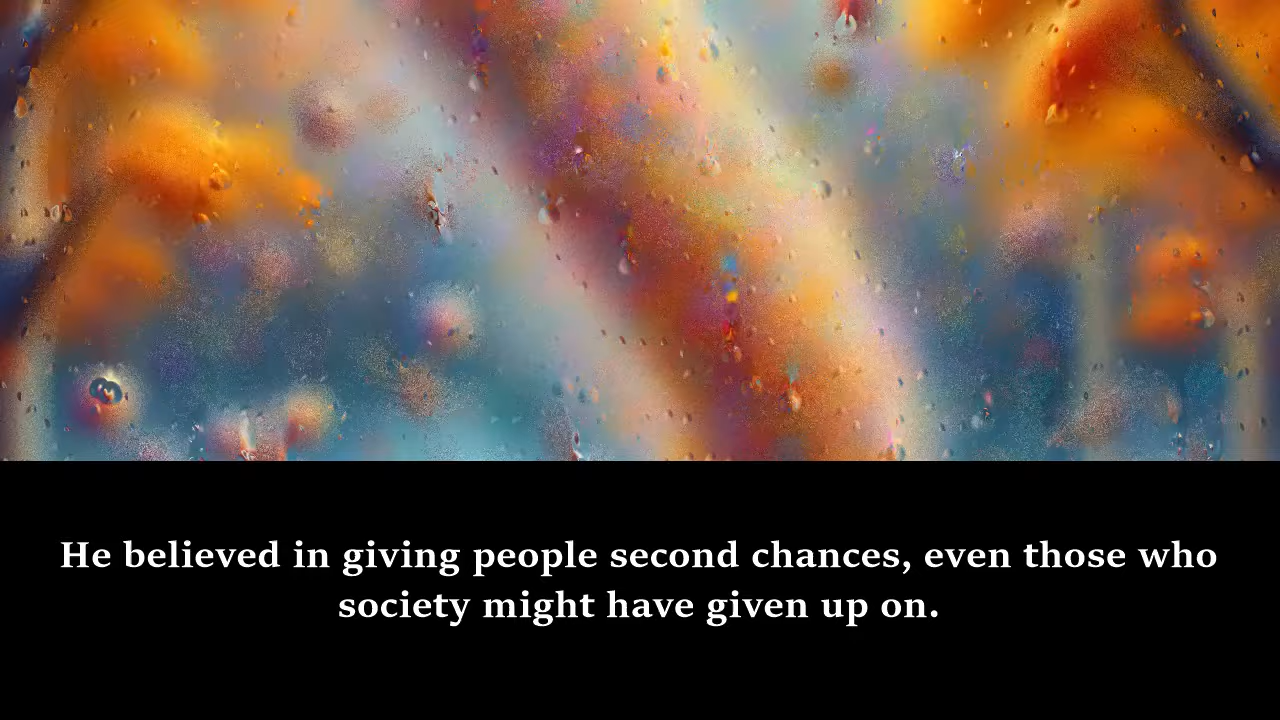 He believed in giving people second chances, even those who
society might have given up on.